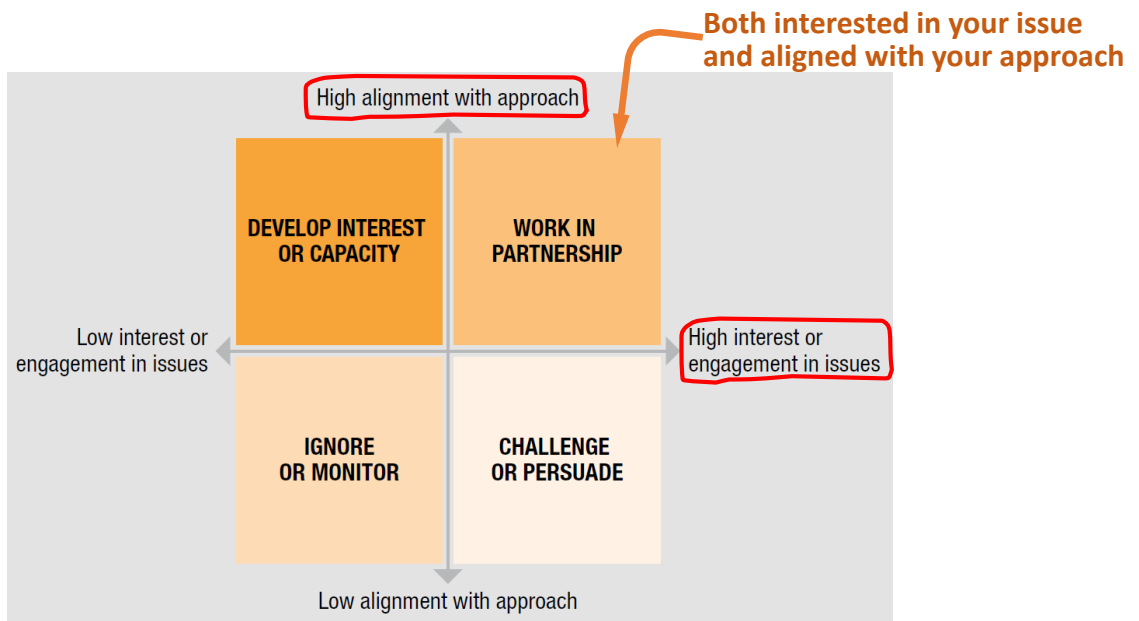 Both interested in your issue
and aligned with your approach
High alignment with approach
DEVELOP INTEREST
OR CAPACITY
WORK IN
PARTNERSHIP
Low interest or
engagement in issues
High interest or
engagement in issues
IGNORE
OR MONITOR
CHALLENGE
OR PERSUADE
Low alignment with approach